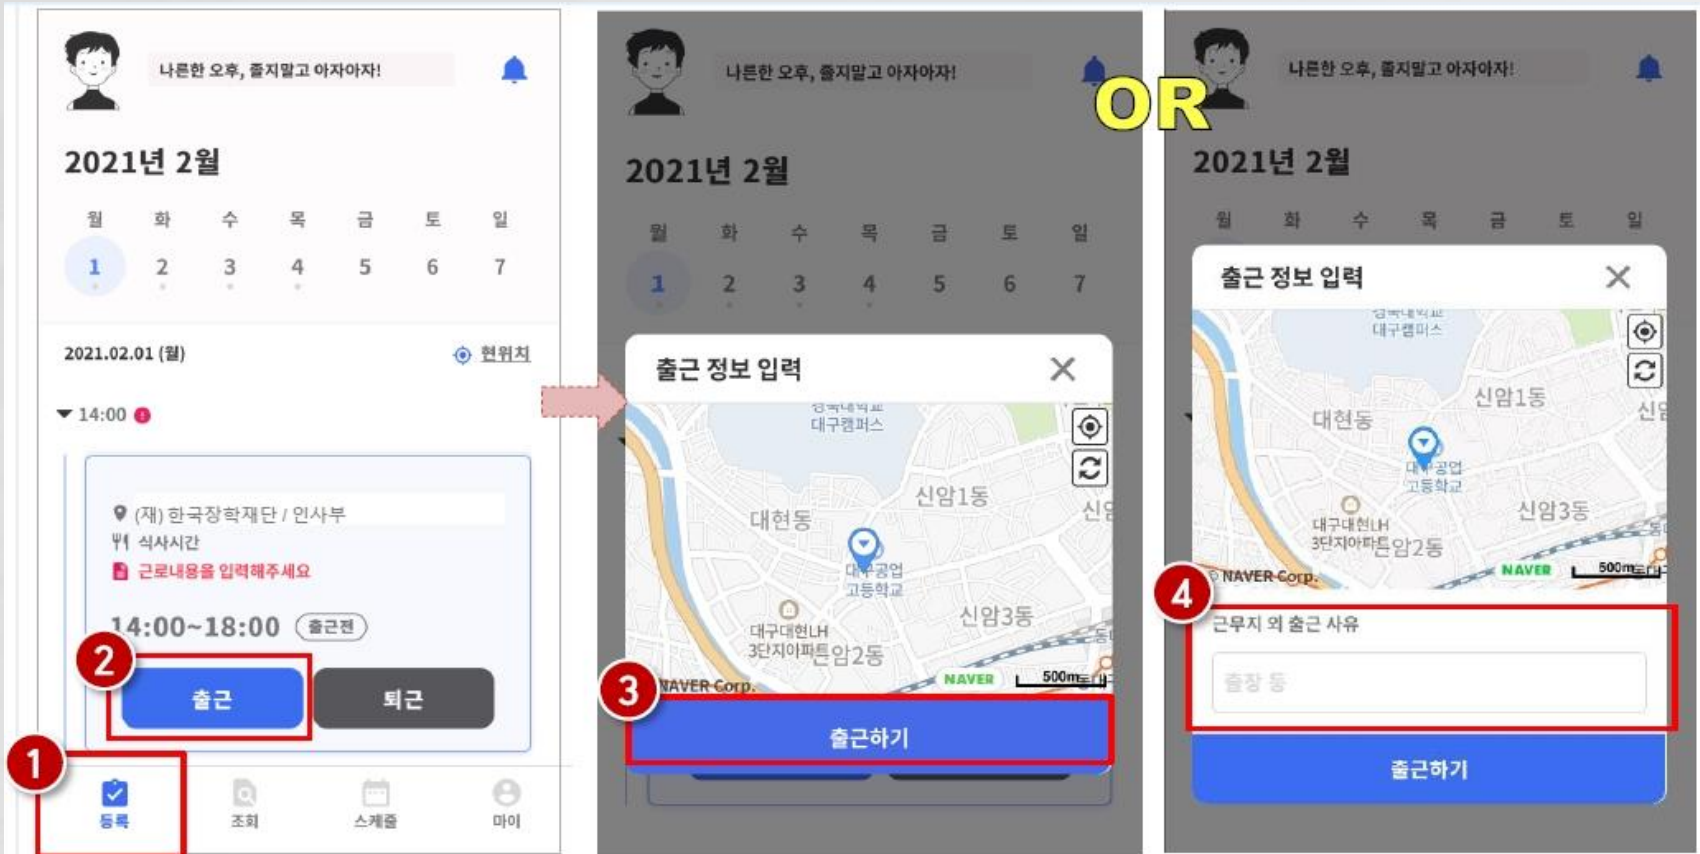 나른한 오후, 졸지말고 아자아자!
2021년 2월
월 화 수 목 금 토 일
1 2 3 4 5 6 7
2021.02.01 (월)
현위치
14:00
(재) 한국장학재단 / 인사부
식사시간
근로내용을 입력해주세요
14:00~18:00 출근전
2
출근 퇴근
1
등록 조회 스케줄 마이
나른한 오후, 졸지말고 아자아자!
2021년 2월
월 화 수 목 금 토 일
1 2 3 4 5 6 7
출근 정보 입력
경북대학교
대구캠퍼스
신암1동
대현동
대구공업
고등학교
신암3동
대구대현LH
3단지아파트
신암2동
NAVER Corp.
NAVER
500m
3
출근하기
OR
나른한 오후, 졸지말고 아자아자!
2021년 2월
월 화 수 목 금 토 일
출근 정보 입력
경북대학교
대구캠퍼스
신암1동
대현동
대구공업
고등학교
신암3동
대구대현LH
3단지아파트
신암2동
© NAVER Corp.
NAVER
500m
4
근무지 외 출근 사유
출장 등
출근하기